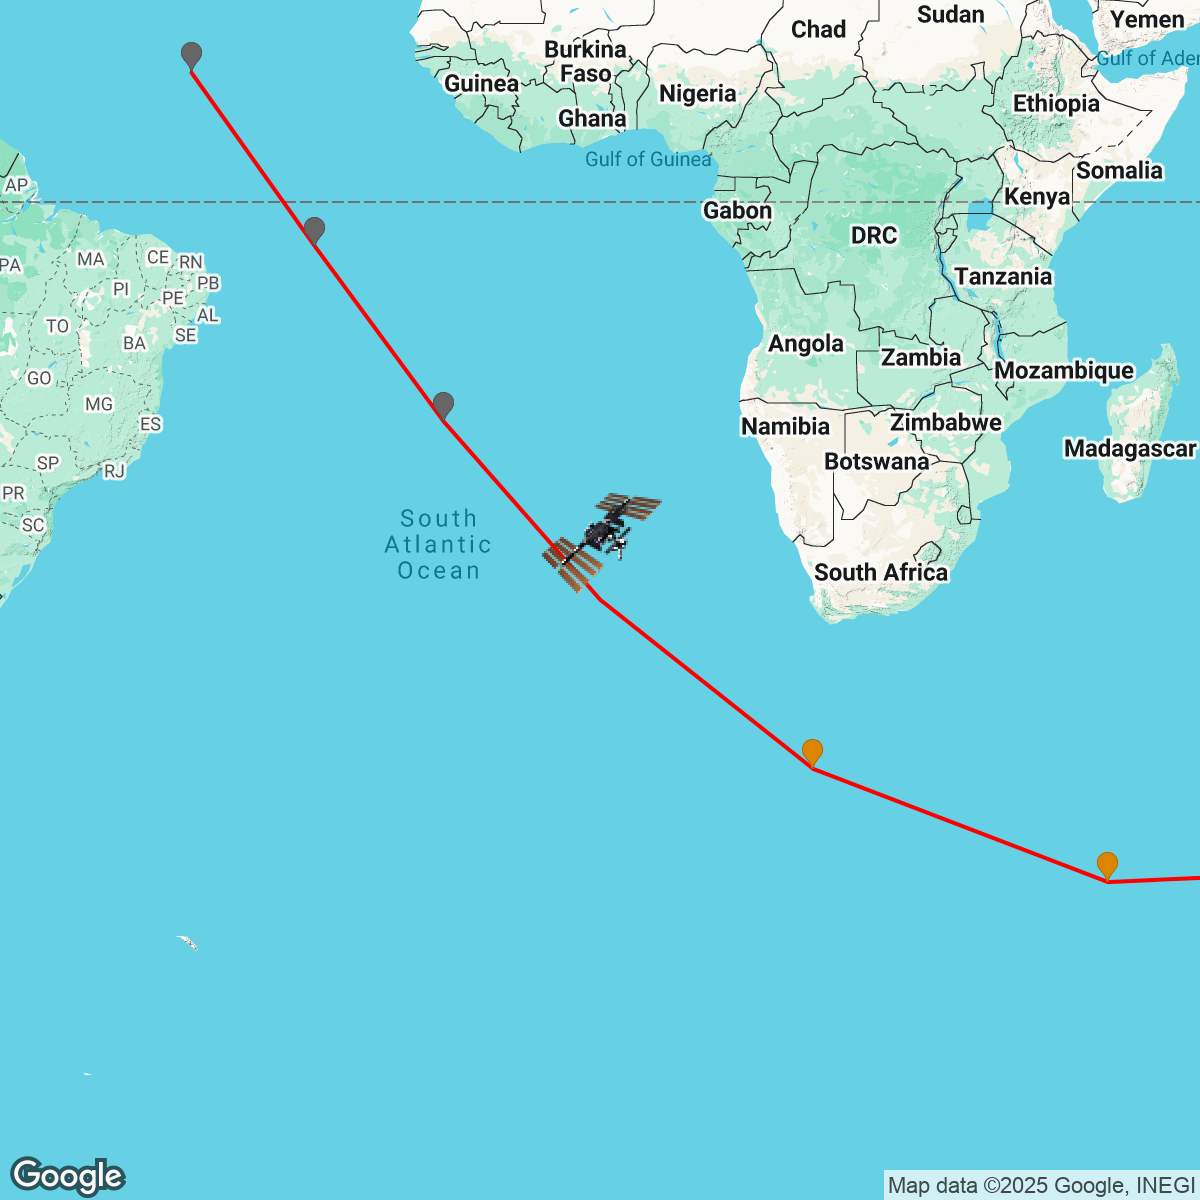 Sudan
Yemen
Chad
Burkina
Faso
Gulf of Aden
Guinea
Nigeria
Ethiopia
Ghana
Gulf of Guinea
Somalia
AP
Kenya
Gabon
DRC
MA
CE
RN
PA
Tanzania
PI
PB
PE
AL
TO
SE
BA
Angola
Zambia
GO
Mozambique
MG
ES
Namibia
Zimbabwe
SP
RJ
Botswana
Madagascar
PR
SC
South
Atlantic
Ocean
South Africa
Google
Map data ©2025 Google, INEGI